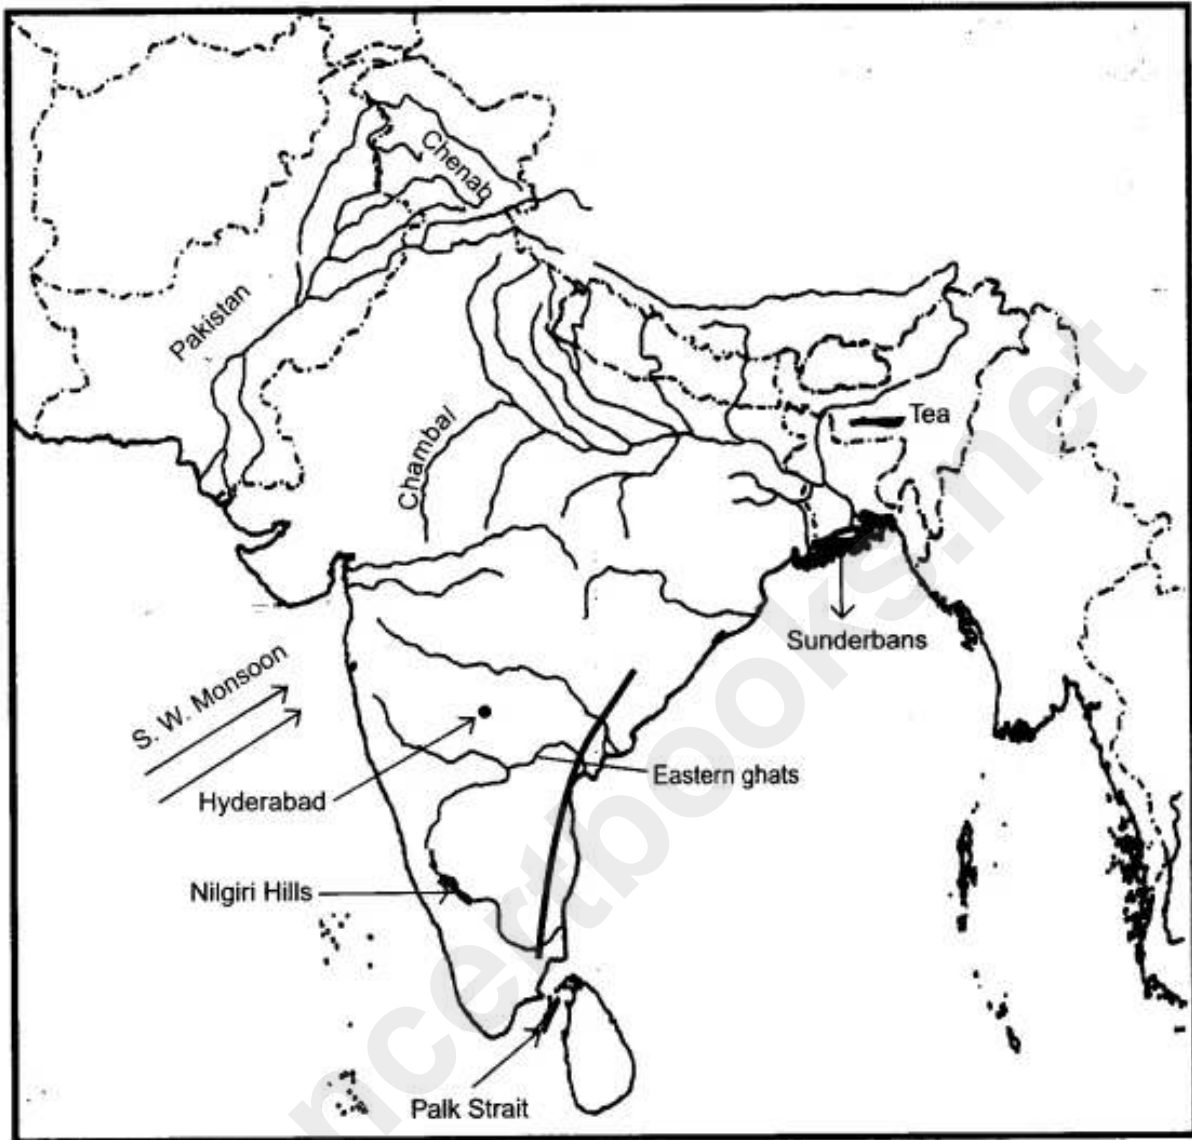 Chenab
Pakistan
Chambal
Tea
Sunderbans
S. W. Monsoon
Hyderabad
Eastern ghats
Nilgiri Hills
Palk Strait
ncertbooks.net